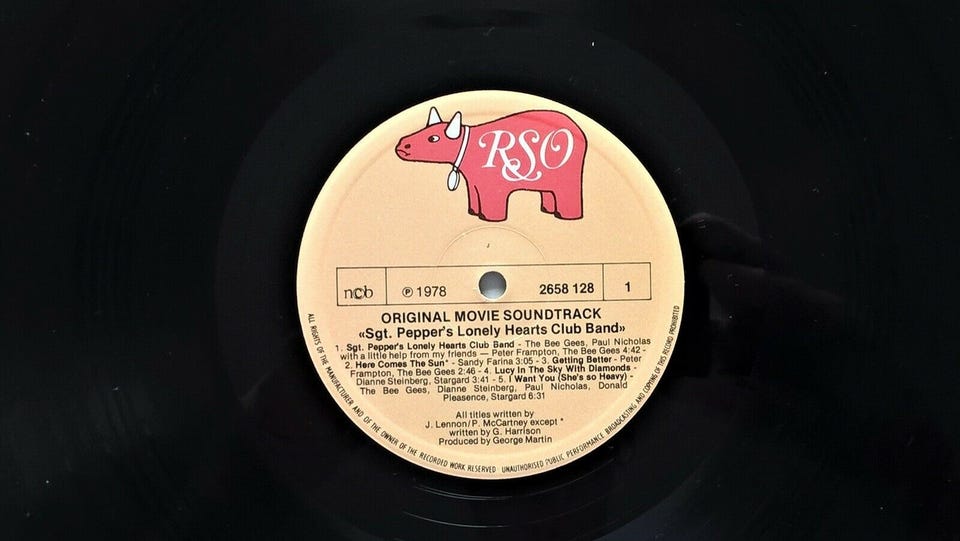 RSO
ncb ℗ 1978 2658 128 1
ORIGINAL MOVIE SOUNDTRACK
«Sgt. Pepper's Lonely Hearts Club Band»
1. Sgt. Pepper's Lonely Hearts Club Band - The Bee Gees, Paul Nicholas
with a little help from my friends — Peter Frampton, The Bee Gees 4:42 -
2. Here Comes The Sun* - Sandy Farina 3:05 - 3. Getting Better - Peter
Frampton, The Bee Gees 2:46 - 4. Lucy In The Sky With Diamonds -
Dianne Steinberg, Stargard 3:41 - 5. I Want You (She's so Heavy) -
The Bee Gees, Dianne Steinberg, Paul Nicholas, Donald
Pleasence, Stargard 6:31
All titles written by
J. Lennon/P. McCartney except *
written by G. Harrison
Produced by George Martin
ALL RIGHTS OF THE MANUFACTURER AND OF THE OWNER OF THE RECORDED WORK RESERVED · UNAUTHORISED PUBLIC PERFORMANCE BROADCASTING AND COPYING OF THIS RECORD PROHIBITED